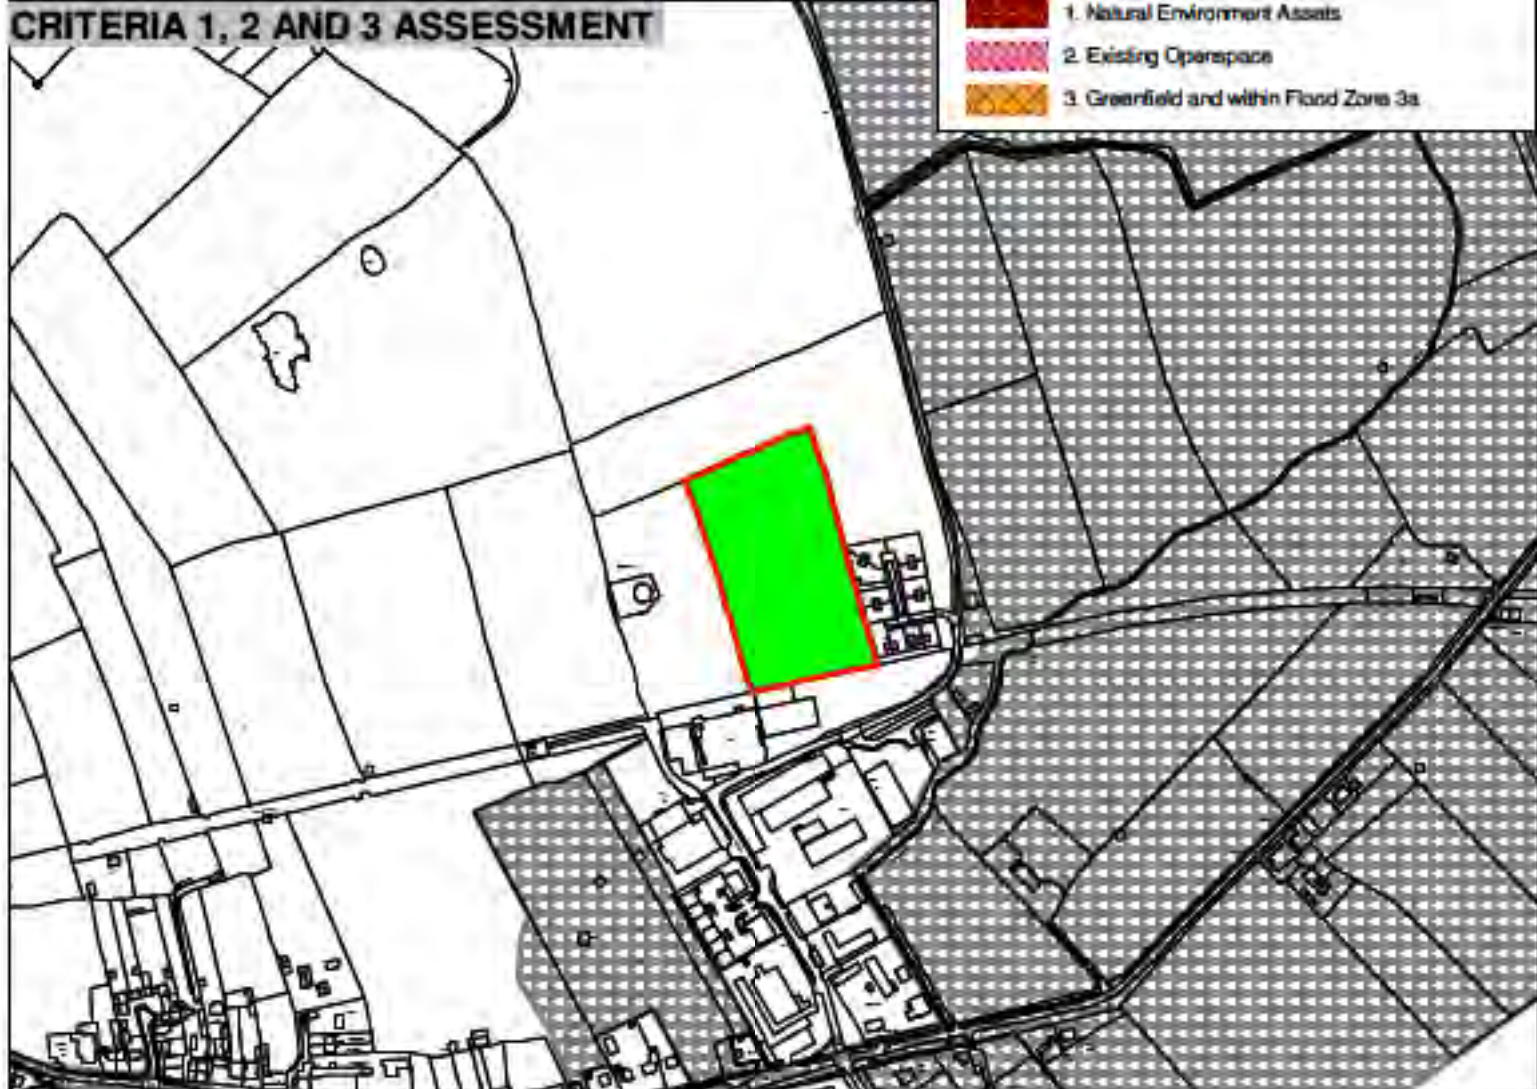 CRITERIA 1, 2 AND 3 ASSESSMENT
1. Natural Environment Assets
2. Existing Openspace
3. Greenfield and within Flood Zone 3a